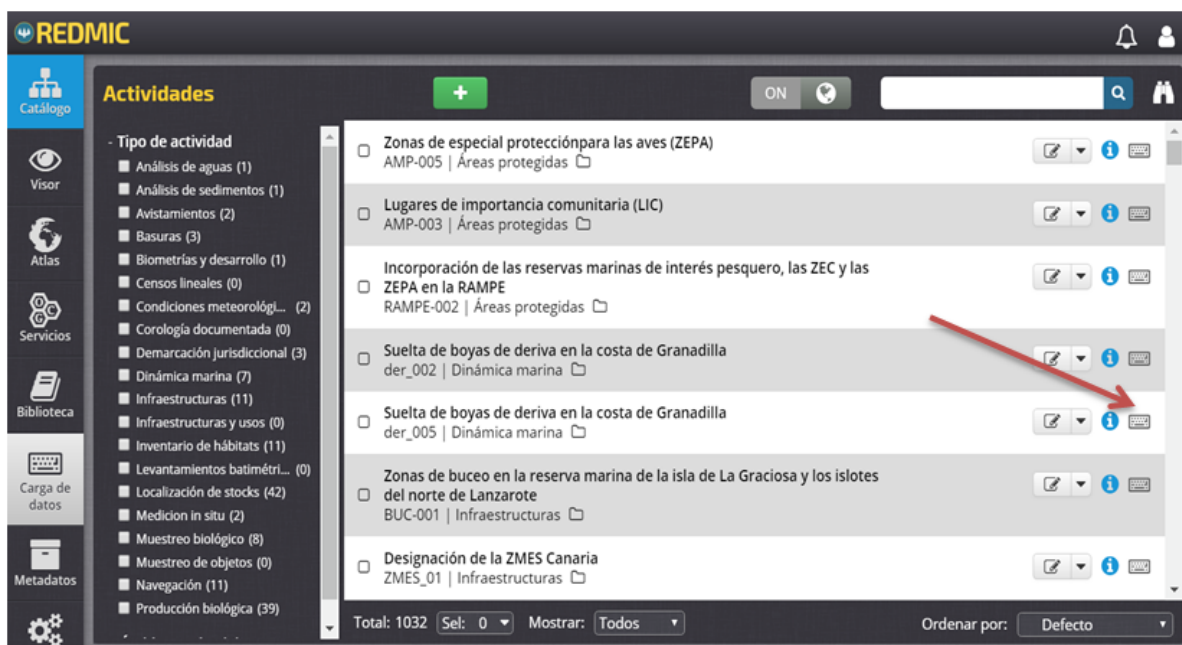 REDMIC
Catálogo
Visor
Atlas
OGC
Servicios
Biblioteca
Carga de
datos
Metadatos
Actividades
+
ON
- Tipo de actividad
Análisis de aguas (1)
Análisis de sedimentos (1)
Avistamientos (2)
Basuras (3)
Biometrías y desarrollo (1)
Censos lineales (0)
Condiciones meteorológi... (2)
Corología documentada (0)
Demarcación jurisdiccional (3)
Dinámica marina (7)
Infraestructuras (11)
Infraestructuras y usos (0)
Inventario de hábitats (11)
Levantamientos batimétri... (0)
Localización de stocks (42)
Medicion in situ (2)
Muestreo biológico (8)
Muestreo de objetos (0)
Navegación (11)
Producción biológica (39)
Zonas de especial protecciónpara las aves (ZEPA)
AMP-005 | Áreas protegidas
Lugares de importancia comunitaria (LIC)
AMP-003 | Áreas protegidas
Incorporación de las reservas marinas de interés pesquero, las ZEC y las
ZEPA en la RAMPE
RAMPE-002 | Áreas protegidas
Suelta de boyas de deriva en la costa de Granadilla
der_002 | Dinámica marina
Suelta de boyas de deriva en la costa de Granadilla
der_005 | Dinámica marina
Zonas de buceo en la reserva marina de la isla de La Graciosa y los islotes
del norte de Lanzarote
BUC-001 | Infraestructuras
Designación de la ZMES Canaria
ZMES_01 | Infraestructuras
Total: 1032 Sel: 0 Mostrar: Todos Ordenar por: Defecto